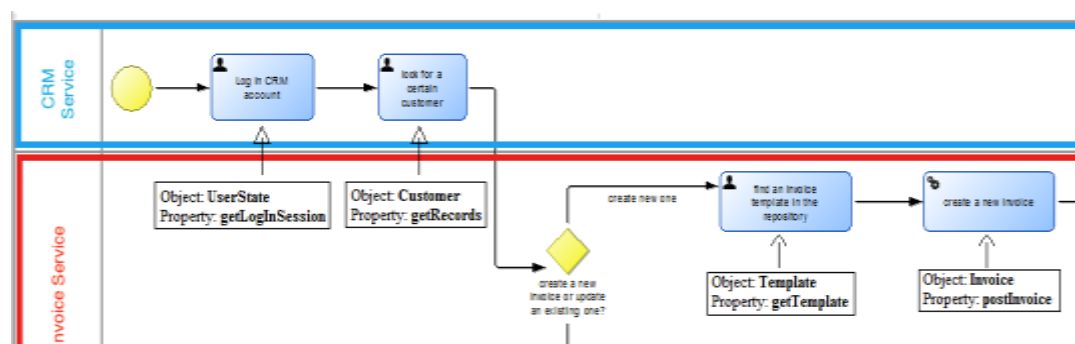 CRM
Service
Log in CRM
account
look for a
certain
customer
Object: UserState
Property: getLogInSession
Object: Customer
Property: getRecords
nvoice Service
create new one
find an invoice
template in the
repository
create a new invoice
create a new
invoice or update
an existing one?
Object: Template
Property: getTemplate
Object: Invoice
Property: postInvoice